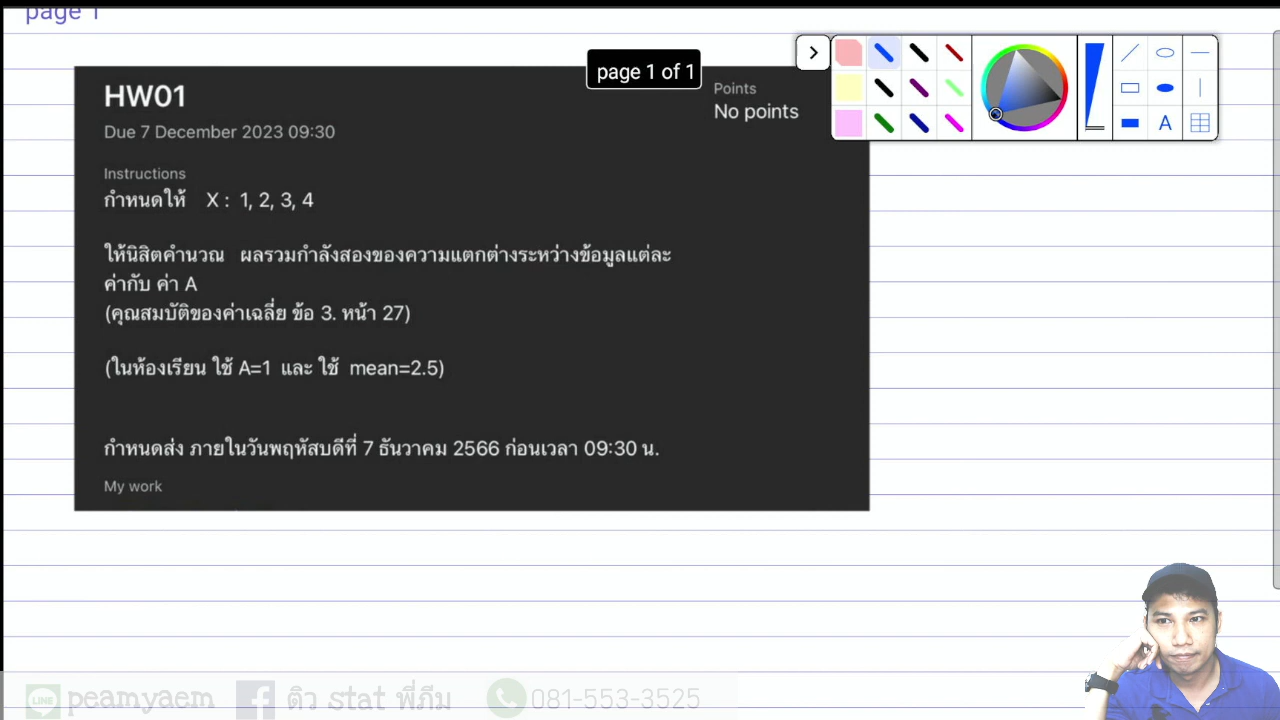 page 1
page 1 of 1
HW01
Points
No points
Due 7 December 2023 09:30
Instructions
กำหนดให้ X : 1, 2, 3, 4
ให้นิสิตคำนวณ ผลรวมกำลังสองของความแตกต่างระหว่างข้อมูลแต่ละ
ค่ากับ ค่า A
(คุณสมบัติของค่าเฉลี่ย ข้อ 3. หน้า 27)
(ในห้องเรียน ใช้ A=1 และ ใช้ mean=2.5)
กำหนดส่ง ภายในวันพฤหัสบดีที่ 7 ธันวาคม 2566 ก่อนเวลา 09:30 น.
My work
A
LINE peamyaem ติว stat พี่ภีม 081-553-3525